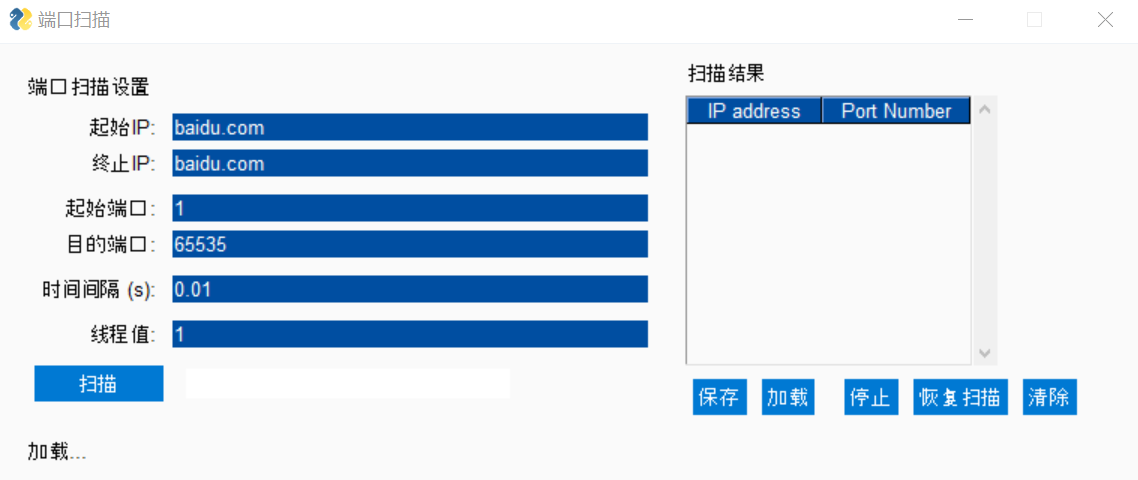 端口扫描
端口扫描设置
起始IP: baidu.com
终止IP: baidu.com
起始端口: 1
目的端口: 65535
时间间隔 (s): 0.01
线程值: 1
扫描
加载...
扫描结果
IP address Port Number
保存 加载 停止 恢复扫描 清除